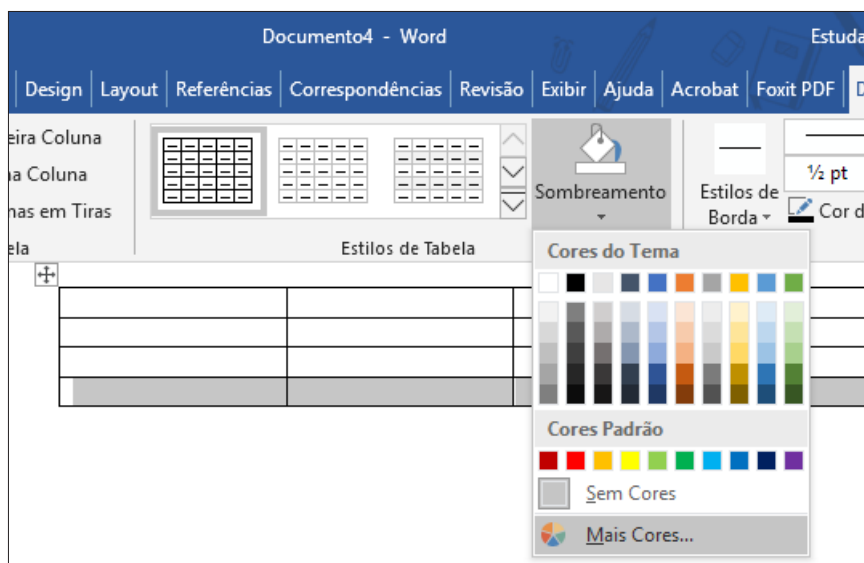 Documento4 - Word
Estuda
Design Layout Referências Correspondências Revisão Exibir Ajuda Acrobat Foxit PDF D
eira Coluna
na Coluna
nas em Tiras
ela
Estilos de Tabela
Sombreamento
Estilos de
Borda
½ pt
Cor d
Cores do Tema
Cores Padrão
Sem Cores
Mais Cores...